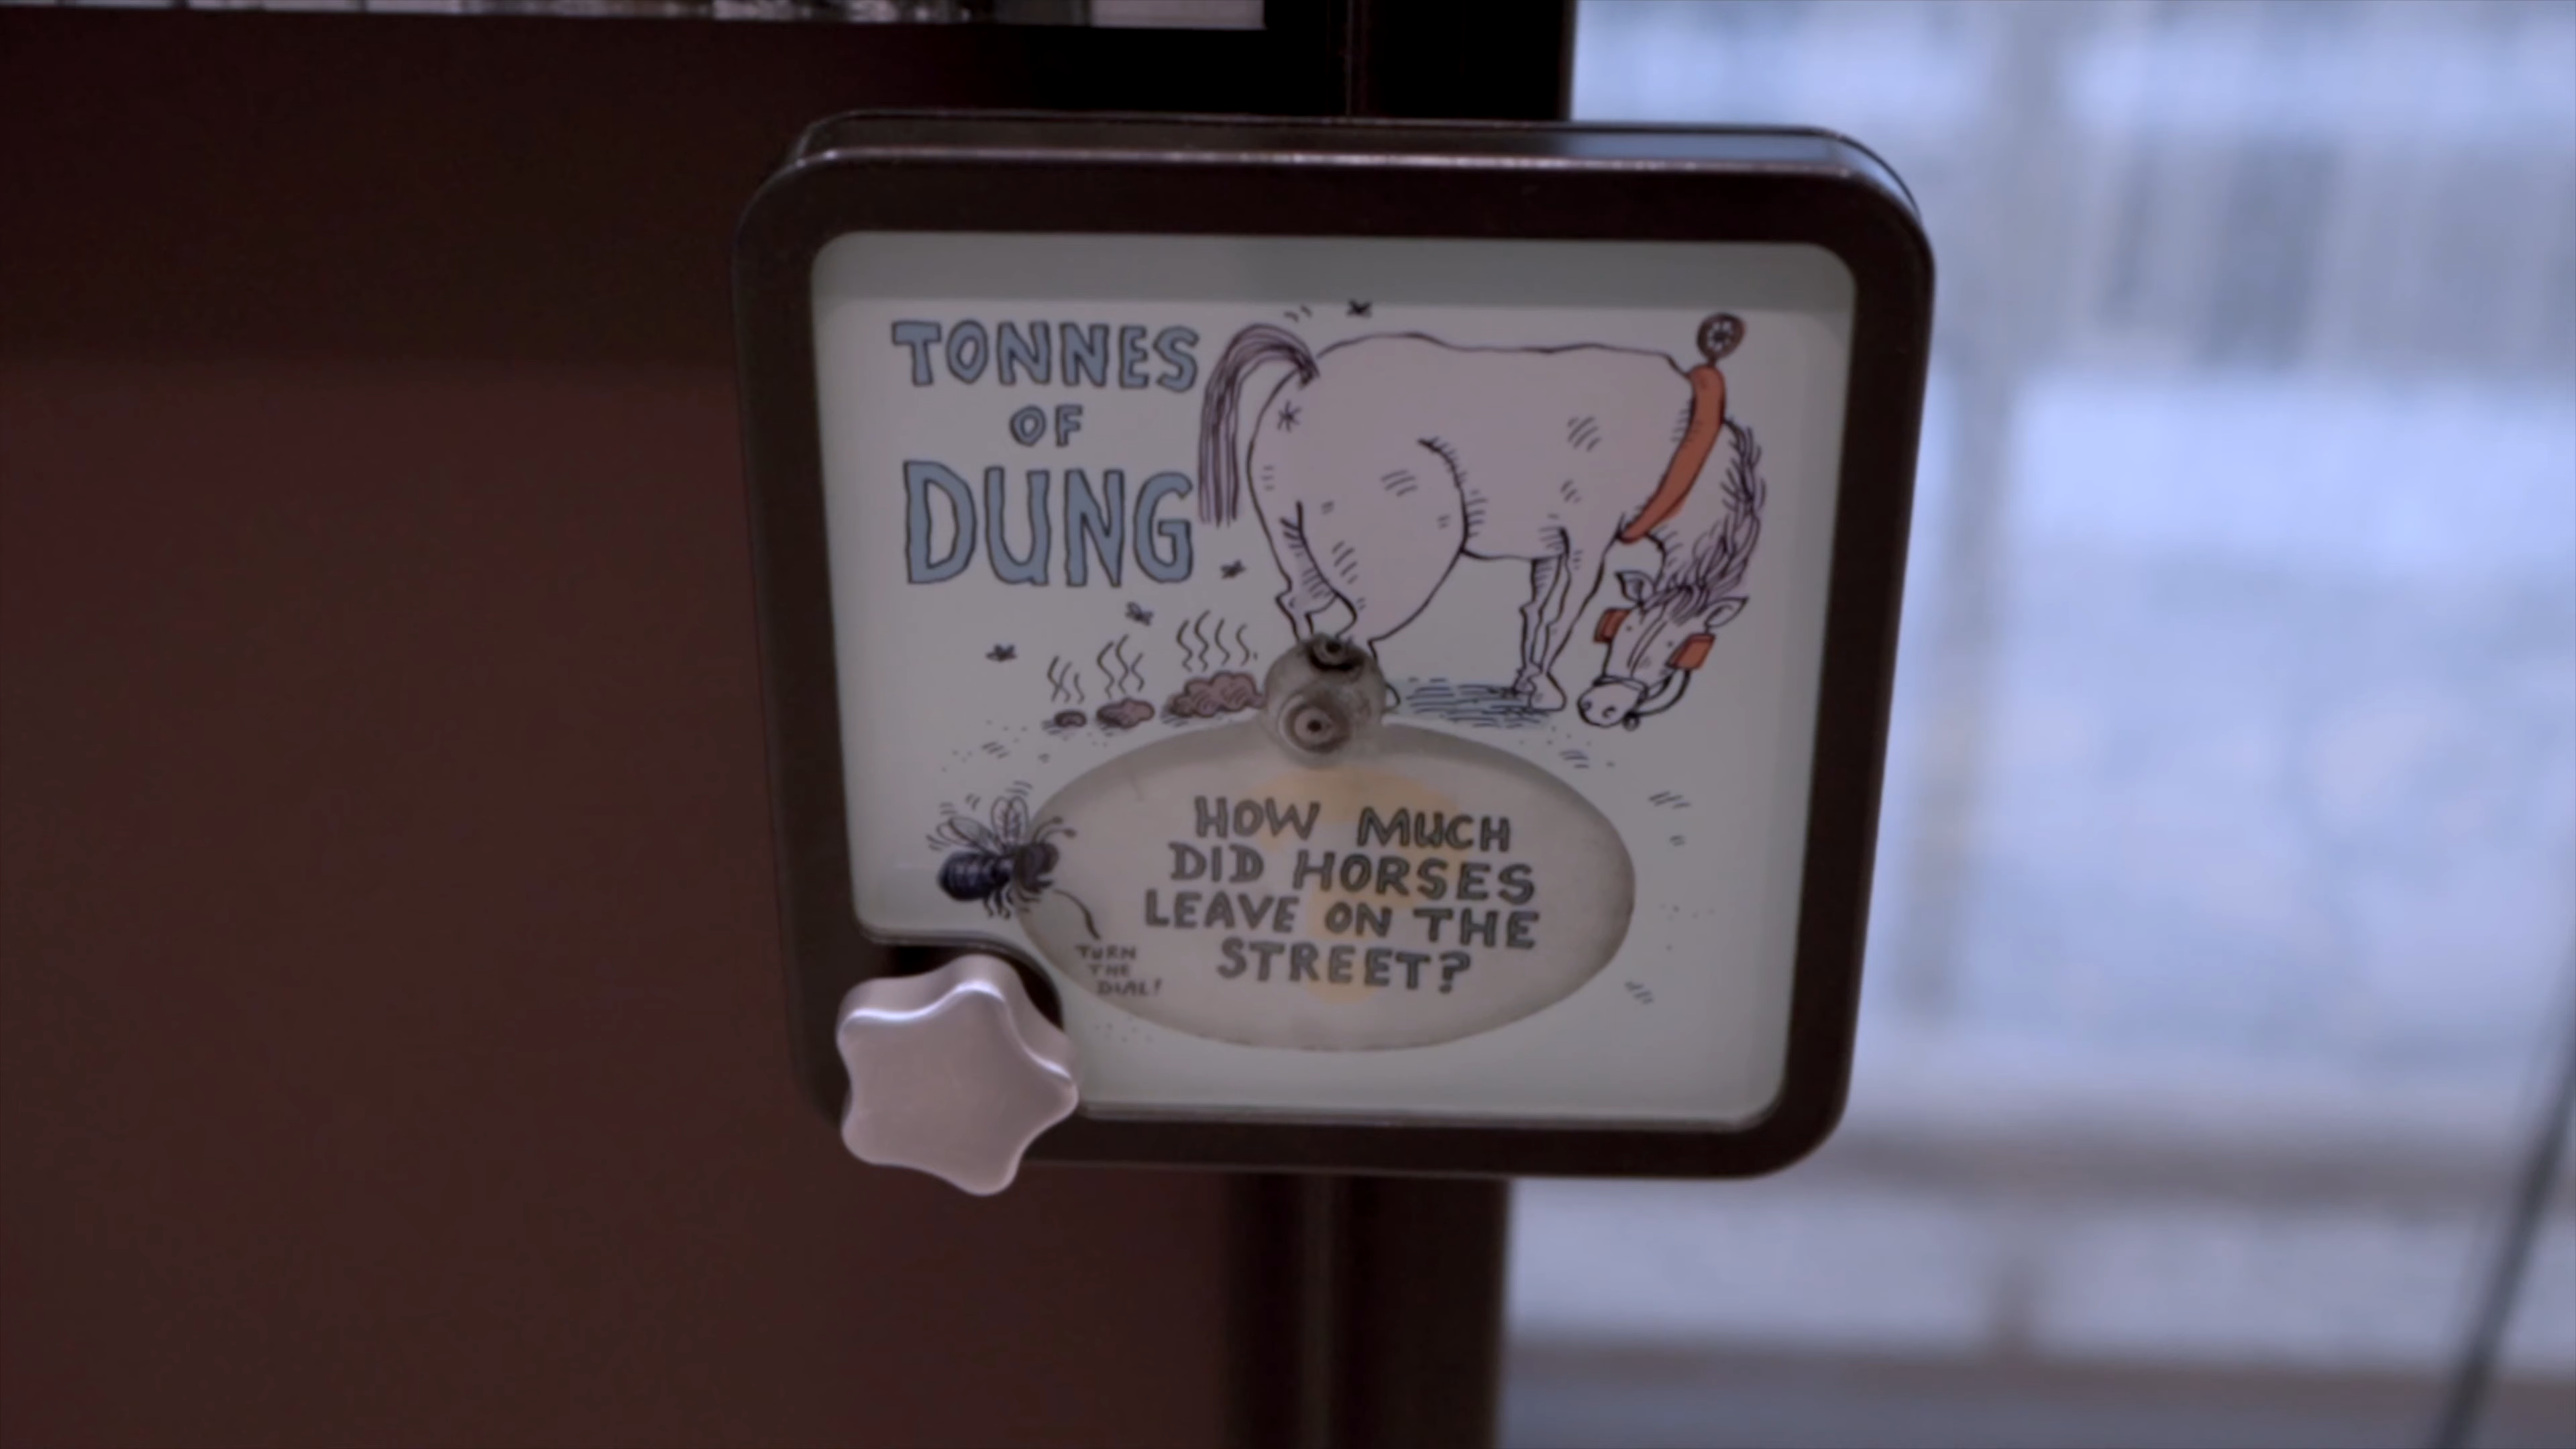 TONNES
OF
DUNG
HOW MUCH
DID HORSES
LEAVE ON THE
STREET?
TURN
THE
DIAL!